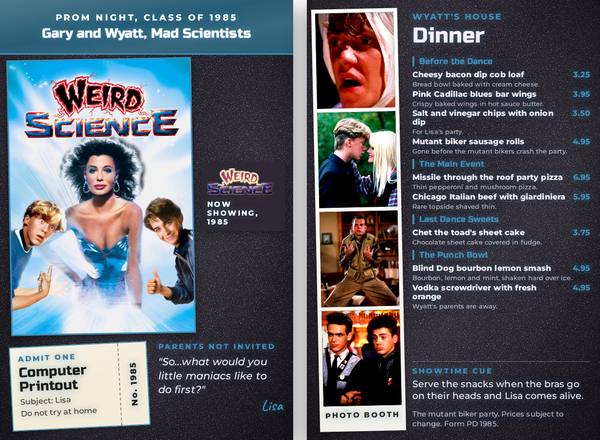 PROM NIGHT, CLASS OF 1985
Gary and Wyatt, Mad Scientists
WEIRD
SCIENCE
WEIRD
SCIENCE
NOW
SHOWING,
1985
ADMIT ONE
Computer
Printout
Subject: Lisa
Do not try at home
No. 1985
PARENTS NOT INVITED
"So...what would you
little maniacs like to
do first?"
Lisa
PHOTO BOOTH
WYATT'S HOUSE
Dinner
Before the Dance
Cheesy bacon dip cob loaf 3.25
Bread bowl baked with cream cheese.
Pink Cadillac blues bar wings 3.95
Crispy baked wings in hot sauce butter.
Salt and vinegar chips with onion 3.50
dip
For Lisa's party.
Mutant biker sausage rolls 4.95
Gone before the mutant bikers crash the party.
The Main Event
Missile through the roof party pizza 6.95
Thin pepperoni and mushroom pizza.
Chicago Italian beef with giardiniera 5.95
Rare topside shaved thin.
Last Dance Sweets
Chet the toad's sheet cake 3.75
Chocolate sheet cake covered in fudge.
The Punch Bowl
Blind Dog bourbon lemon smash 4.95
Bourbon, lemon and mint, shaken hard over ice.
Vodka screwdriver with fresh 4.95
orange
Wyatt's parents are away.
SHOWTIME CUE
Serve the snacks when the bras go
on their heads and Lisa comes alive.
The mutant biker party. Prices subject to
change. Form PD 1985.